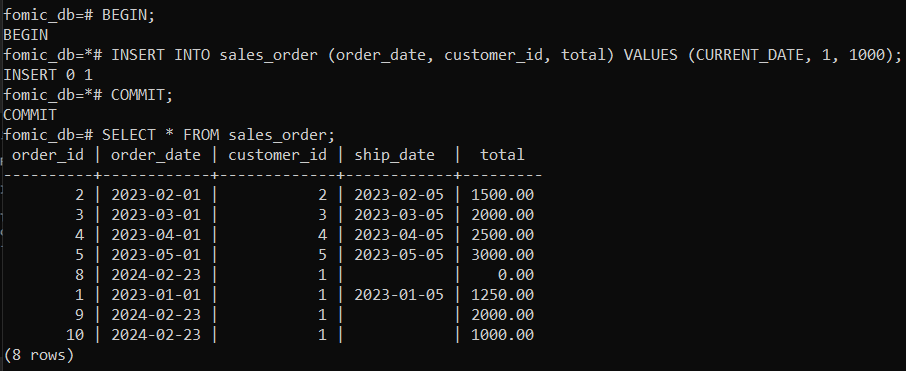 fomic_db=# BEGIN;
BEGIN
fomic_db=*# INSERT INTO sales_order (order_date, customer_id, total) VALUES (CURRENT_DATE, 1, 1000);
INSERT 0 1
fomic_db=*# COMMIT;
COMMIT
fomic_db=# SELECT * FROM sales_order;
 order_id | order_date | customer_id | ship_date  |  total
----------+------------+-------------+------------+---------
        2 | 2023-02-01 |           2 | 2023-02-05 | 1500.00
        3 | 2023-03-01 |           3 | 2023-03-05 | 2000.00
        4 | 2023-04-01 |           4 | 2023-04-05 | 2500.00
        5 | 2023-05-01 |           5 | 2023-05-05 | 3000.00
        8 | 2024-02-23 |           1 |            |    0.00
        1 | 2023-01-01 |           1 | 2023-01-05 | 1250.00
        9 | 2024-02-23 |           1 |            | 2000.00
       10 | 2024-02-23 |           1 |            | 1000.00
(8 rows)